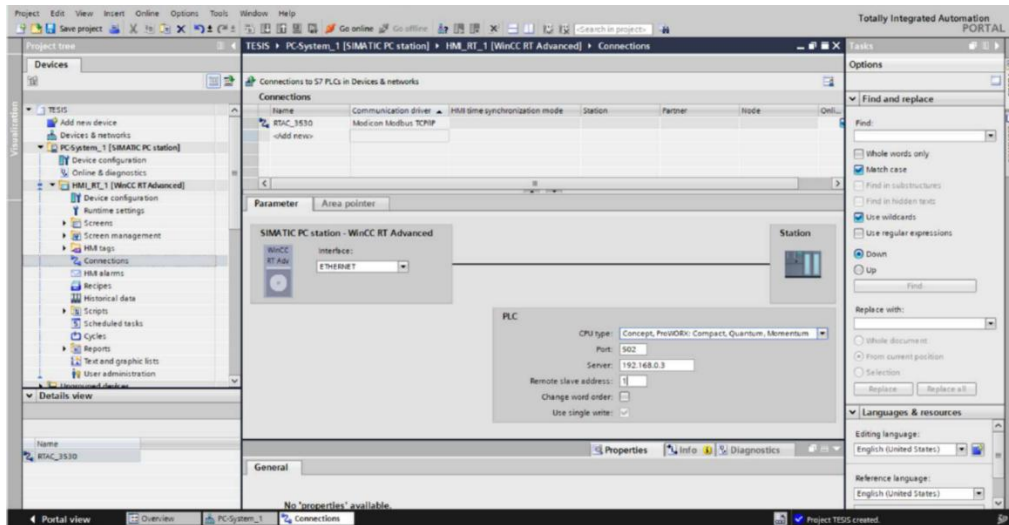 Project Edit View Insert Online Options Tools Window Help
Totally Integrated Automation
PORTAL
Save project
Go online
Go offline
<Search in project>
Project tree
TESIS ▸ PC-System_1 [SIMATIC PC station] ▸ HMI_RT_1 [WinCC RT Advanced] ▸ Connections
Tasks
Devices
Options
Visualization
Connections to S7 PLCs in Devices & networks
Connections
Name Communication driver HMI time synchronization mode Station Partner Node Onli...
RTAC_3530 Modicon Modbus TCP/IP
<Add new>
TESIS
Add new device
Devices & networks
PC-System_1 [SIMATIC PC station]
Device configuration
Online & diagnostics
HMI_RT_1 [WinCC RT Advanced]
Device configuration
Runtime settings
Screens
Screen management
HMI tags
Connections
HMI alarms
Recipes
Historical data
Scripts
Scheduled tasks
Cycles
Reports
Text and graphic lists
User administration
Ungrouped devices
Details view
Name
RTAC_3530
Parameter
Area pointer
SIMATIC PC station - WinCC RT Advanced
WinCC
RT Adv
Interface:
ETHERNET
Station
PLC
CPU type: Concept, ProWORX: Compact, Quantum, Momentum
Port: 502
Server: 192.168.0.3
Remote slave address: 1
Change word order:
Use single write:
Properties
Info
Diagnostics
General
No 'properties' available.
Find and replace
Find:
Whole words only
Match case
Find in substructures
Find in hidden texts
Use wildcards
Use regular expressions
Down
Up
Find
Replace with:
Whole document
From current position
Selection
Replace
Replace all
Languages & resources
Editing language:
English (United States)
Reference language:
English (United States)
Portal view
Overview
PC-System_1
Connections
Project TESIS created.